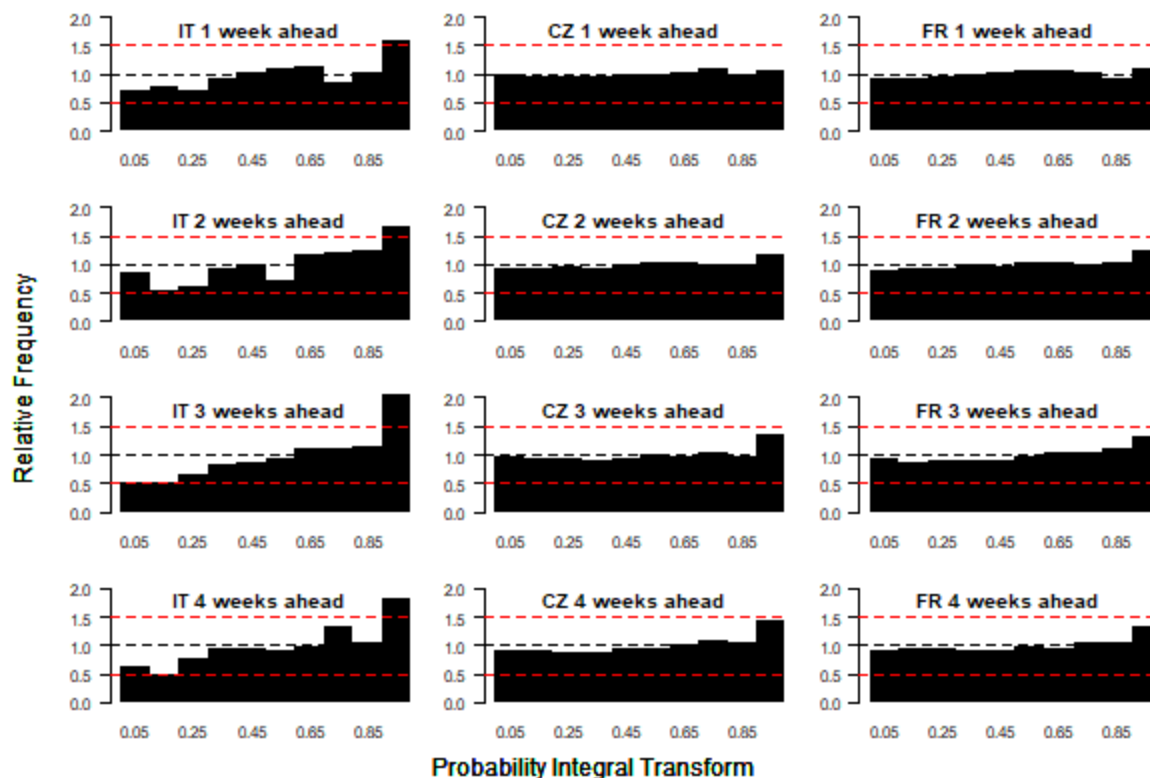 IT 1 week ahead
2.0
1.5
1.0
0.5
0.0
0.05 0.25 0.45 0.65 0.85
CZ 1 week ahead
2.0
1.5
1.0
0.5
0.0
0.05 0.25 0.45 0.65 0.85
FR 1 week ahead
2.0
1.5
1.0
0.5
0.0
0.05 0.25 0.45 0.65 0.85
IT 2 weeks ahead
2.0
1.5
1.0
0.5
0.0
0.05 0.25 0.45 0.65 0.85
CZ 2 weeks ahead
2.0
1.5
1.0
0.5
0.0
0.05 0.25 0.45 0.65 0.85
FR 2 weeks ahead
2.0
1.5
1.0
0.5
0.0
0.05 0.25 0.45 0.65 0.85
Relative Frequency
IT 3 weeks ahead
2.0
1.5
1.0
0.5
0.0
0.05 0.25 0.45 0.65 0.85
CZ 3 weeks ahead
2.0
1.5
1.0
0.5
0.0
0.05 0.25 0.45 0.65 0.85
FR 3 weeks ahead
2.0
1.5
1.0
0.5
0.0
0.05 0.25 0.45 0.65 0.85
IT 4 weeks ahead
2.0
1.5
1.0
0.5
0.0
0.05 0.25 0.45 0.65 0.85
CZ 4 weeks ahead
2.0
1.5
1.0
0.5
0.0
0.05 0.25 0.45 0.65 0.85
FR 4 weeks ahead
2.0
1.5
1.0
0.5
0.0
0.05 0.25 0.45 0.65 0.85
Probability Integral Transform